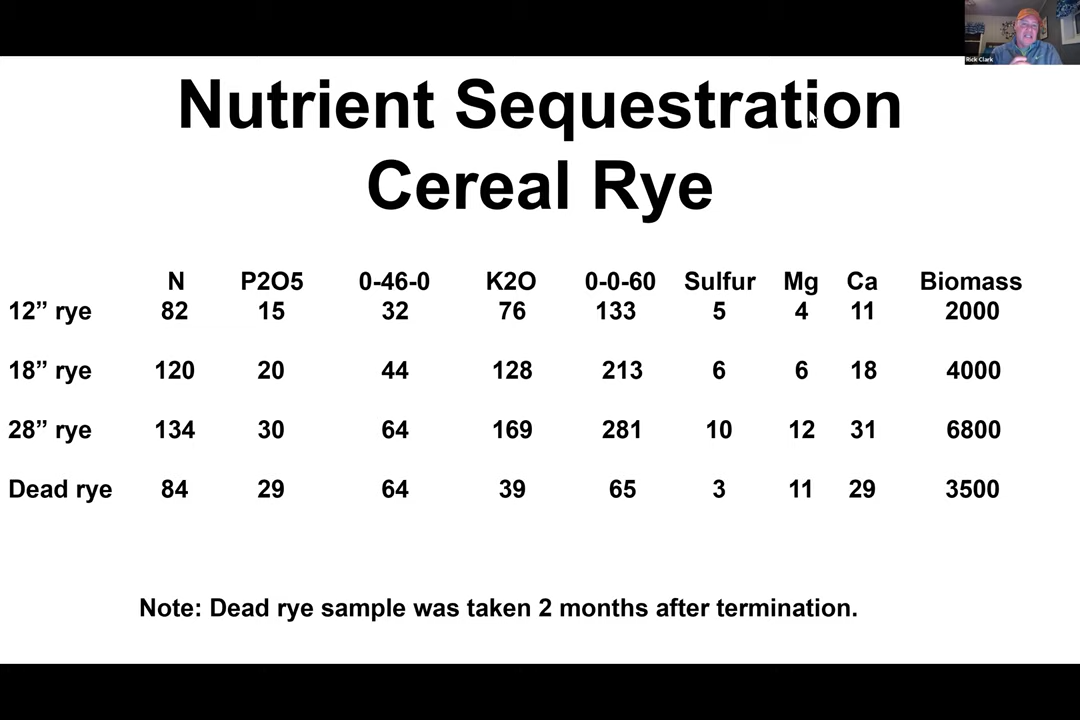 Rick Clark
Nutrient Sequestration
Cereal Rye
N P2O5 0-46-0 K2O 0-0-60 Sulfur Mg Ca Biomass
12” rye 82 15 32 76 133 5 4 11 2000
18” rye 120 20 44 128 213 6 6 18 4000
28” rye 134 30 64 169 281 10 12 31 6800
Dead rye 84 29 64 39 65 3 11 29 3500
Note: Dead rye sample was taken 2 months after termination.